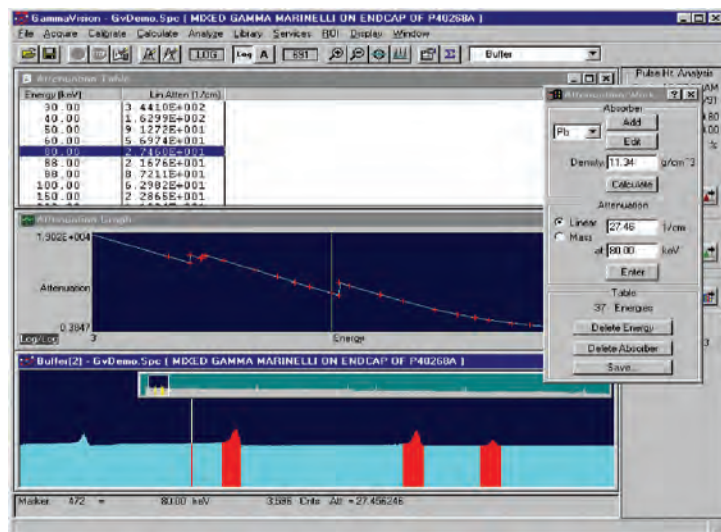 GammaVision - GvDemo.Spc ( MIXED GAMMA MARINELLI ON ENDCAP OF P40268A )
File Acquire Calibrate Calculate Analyze Library Services ROI Display Window
LOG Log A 691 Buffer
Attenuation Table
Energy (keV) Lin Atten (1/cm)
30.00 3.4410E+002
40.00 1.6299E+002
50.00 9.1272E+001
60.00 5.6974E+001
80.00 2.7460E+001
88.00 2.1676E+001
88.00 8.7211E+001
100.00 6.2982E+001
150.00 2.2865E+001
Pulse Ht. Analysis
Absorber
Pb
Add
Edit
Density 11.34 g/cm^3
Calculate
Attenuation
Linear 27.46 1/cm
Mass
at 80.00 keV
Enter
Table
37 Energies
Delete Energy
Delete Absorber
Save...
Attenuation Graph
1.902E+004
Attenuation
0.3847
Log/Log 3 Energy
Buffer(2) - GvDemo.Spc ( MIXED GAMMA MARINELLI ON ENDCAP OF P40268A )
Marker: 472 = 80.00 keV 3,596 Cnts Att = 27.456246